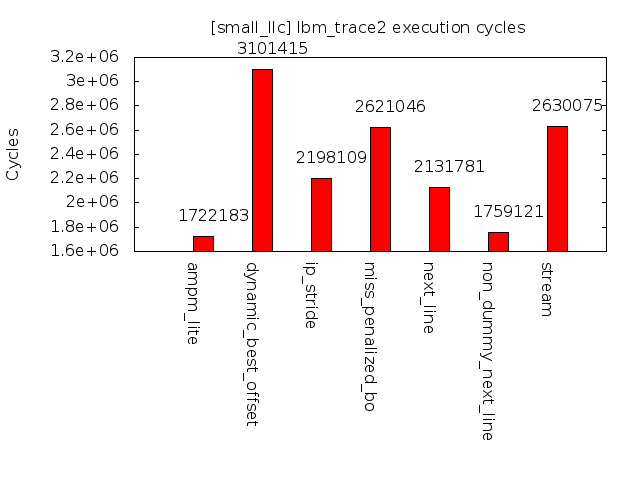 [small_llc] lbm_trace2 execution cycles
3101415
3.2e+06
3e+06
2.8e+06
2630075
2621046
2.6e+06
2.4e+06
2198109
2131781
2.2e+06
2e+06
1722183
1759121
1.8e+06
1.6e+06
Cycles
ampm_lite
dynamic_best_offset
ip_stride
miss_penalized_bo
next_line
non_dummy_next_line
stream